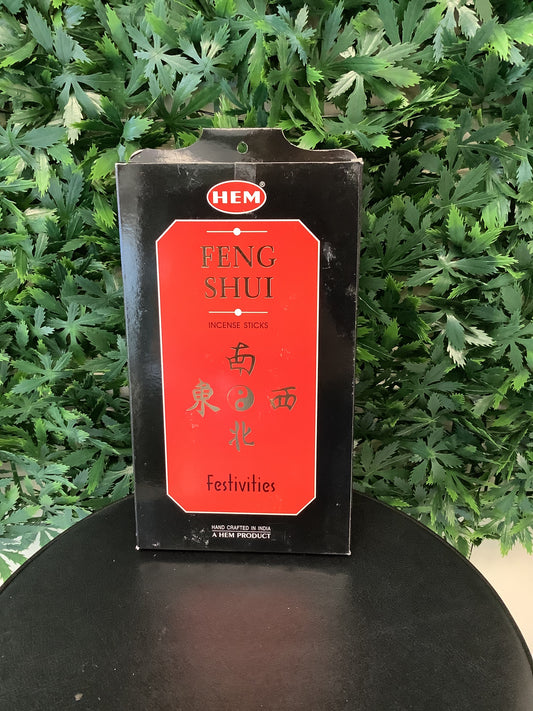 HEM®
FENG
SHUI
INCENSE STICKS
南
東 西
北
Festivities
HAND CRAFTED IN INDIA
A HEM PRODUCT